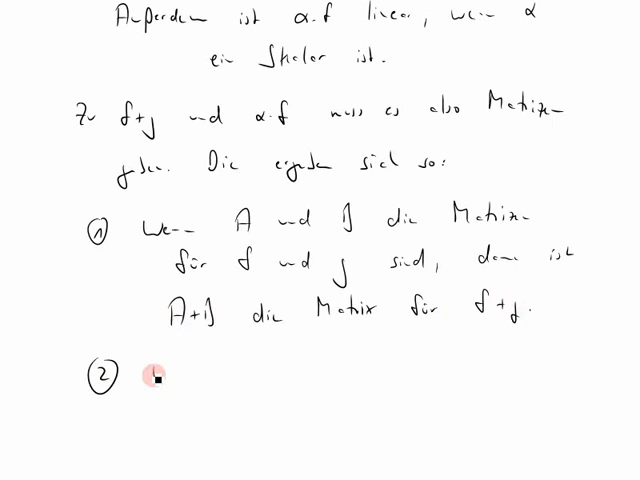 Außerdem ist α·f linear, wenn α
ein Skalar ist.
Zu f+g und α·f muss es also Matrizen
geben. Die ergeben sich so:
① Wenn A und B die Matrizen
für f und g sind, dann ist
A+B die Matrix für f+g.
②